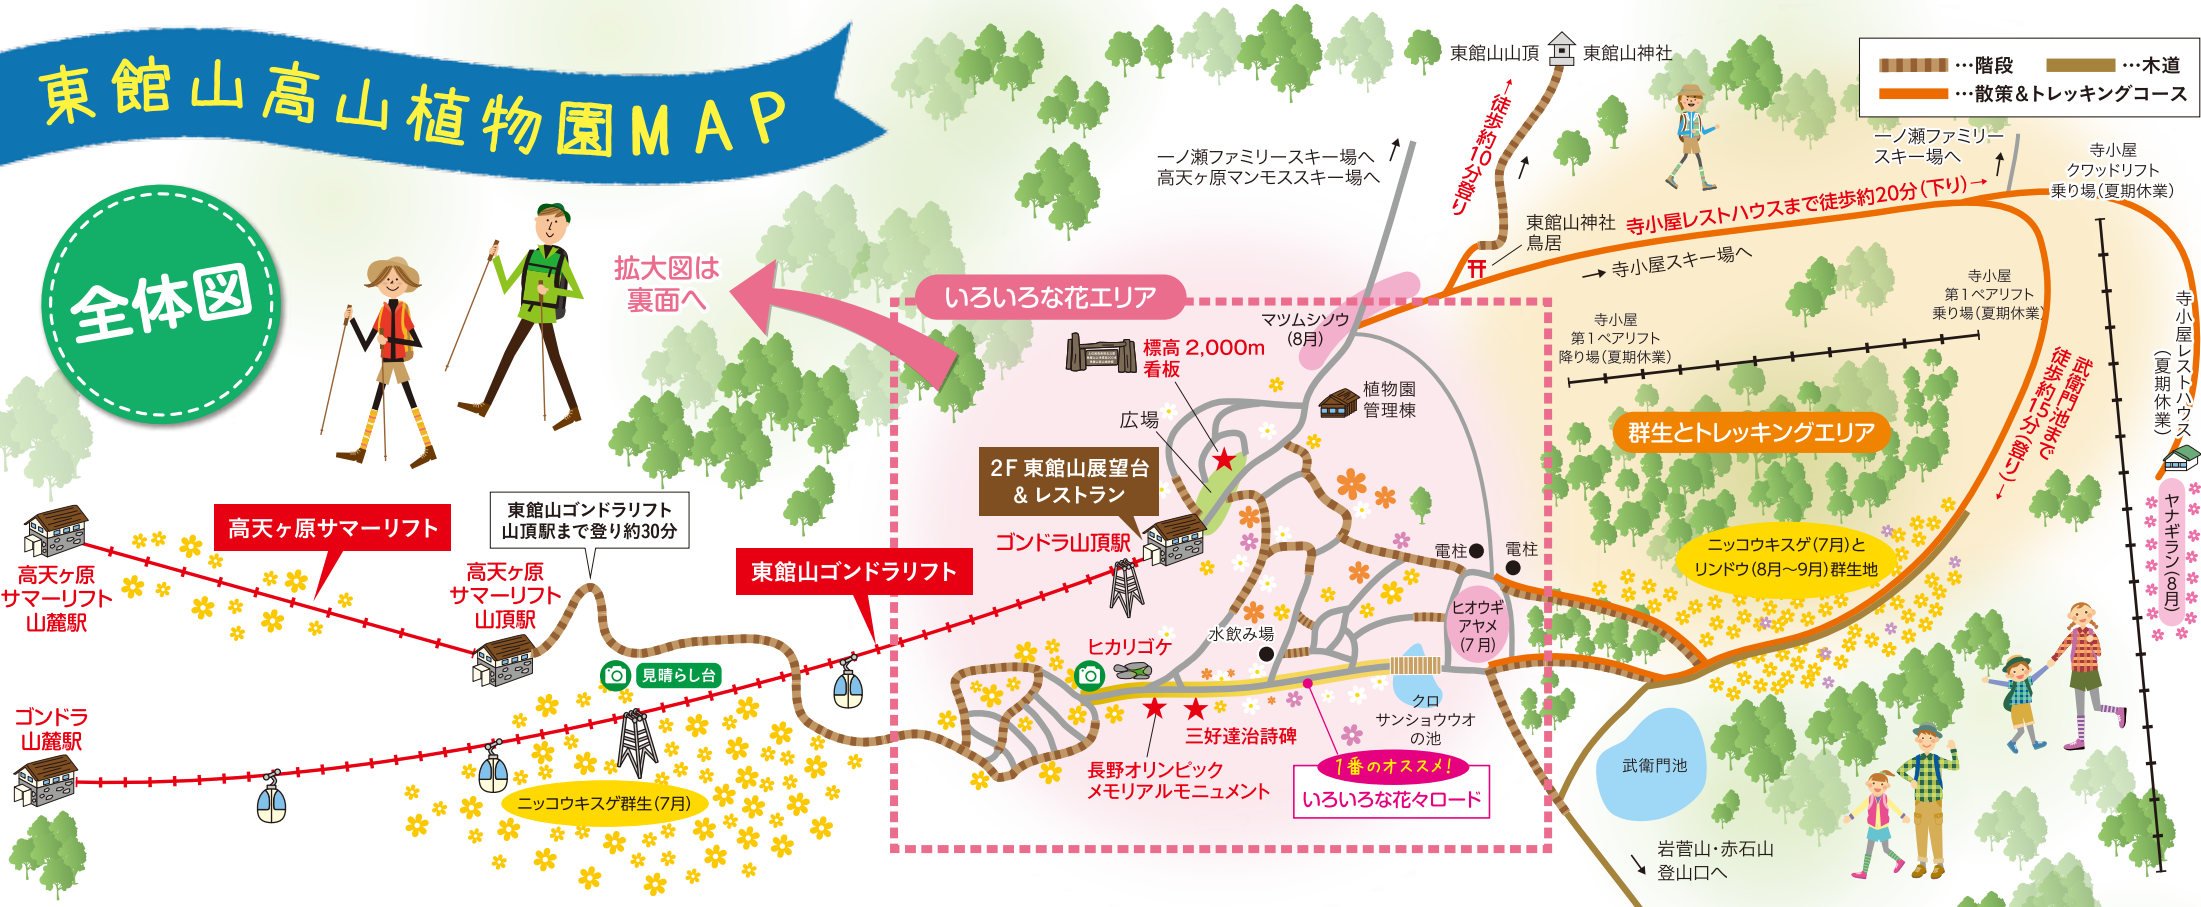 東館山高山植物園MAP
全体図
拡大図は
裏面へ
いろいろな花エリア
…階段
…木道
…散策&トレッキングコース
東館山山頂
東館山神社
←徒歩約10分登り
一ノ瀬ファミリースキー場へ
高天ヶ原マンモススキー場へ
東館山神社
鳥居
寺小屋レストハウスまで徒歩約20分(下り)→
→寺小屋スキー場へ
一ノ瀬ファミリー
スキー場へ
寺小屋
クワッドリフト
乗り場(夏期休業)
寺小屋
第1ペアリフト
乗り場(夏期休業)
寺小屋
第1ペアリフト
降り場(夏期休業)
寺小屋レストハウス
(夏期休業)
武衛門池まで
徒歩約15分(登り)→
群生とトレッキングエリア
ニッコウキスゲ(7月)と
リンドウ(8月〜9月)群生地
ヤナギラン(8月)
マツムシソウ
(8月)
標高 2,000m
看板
植物園
管理棟
広場
2F 東館山展望台
& レストラン
ゴンドラ山頂駅
電柱
電柱
ヒオウギ
アヤメ
(7月)
水飲み場
ヒカリゴケ
クロ
サンショウウオ
の池
三好達治詩碑
長野オリンピック
メモリアルモニュメント
1番のオススメ!
いろいろな花々ロード
武衛門池
岩菅山・赤石山
登山口へ
高天ヶ原サマーリフト
高天ヶ原
サマーリフト
山麓駅
東館山ゴンドラリフト
山頂駅まで登り約30分
高天ヶ原
サマーリフト
山頂駅
東館山ゴンドラリフト
見晴らし台
ゴンドラ
山麓駅
ニッコウキスゲ群生(7月)